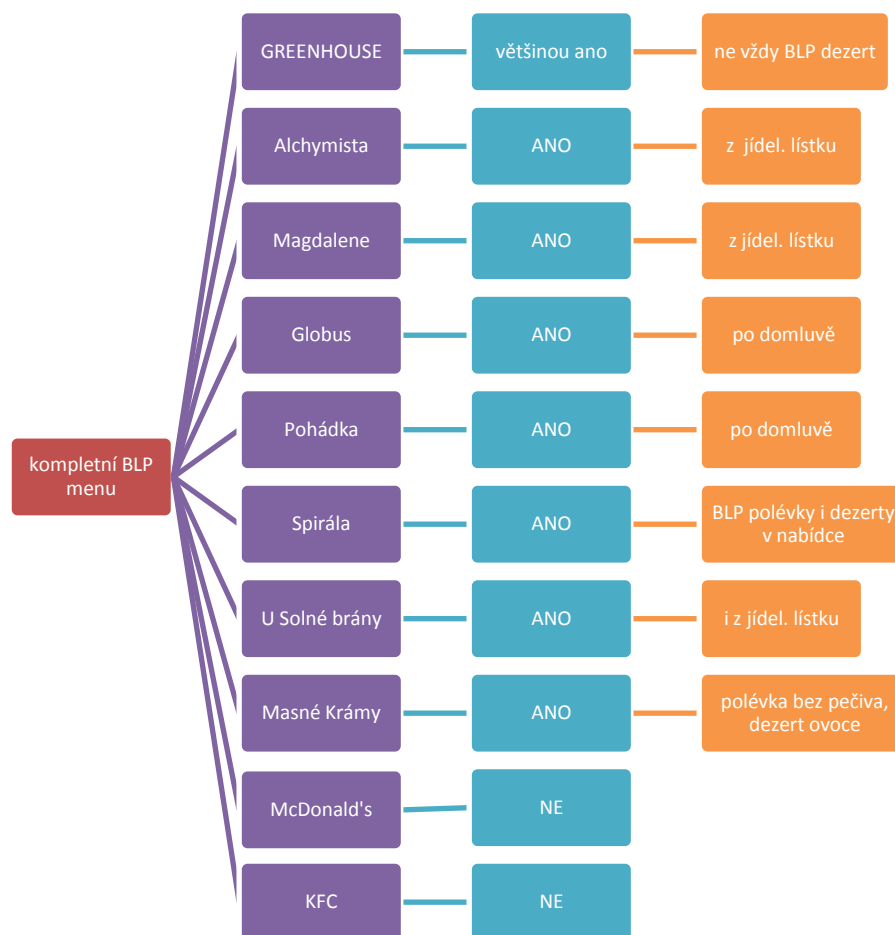 GREENHOUSE
většinou ano
ne vždy BLP dezert
Alchymista
ANO
z  jídel. lístku
Magdalene
ANO
z jídel. lístku
Globus
ANO
po domluvě
Pohádka
ANO
po domluvě
kompletní BLP
menu
Spirála
ANO
BLP polévky i dezerty
v nabídce
U Solné brány
ANO
i z jídel. lístku
Masné Krámy
ANO
polévka bez pečiva,
dezert ovoce
McDonald's
NE
KFC
NE